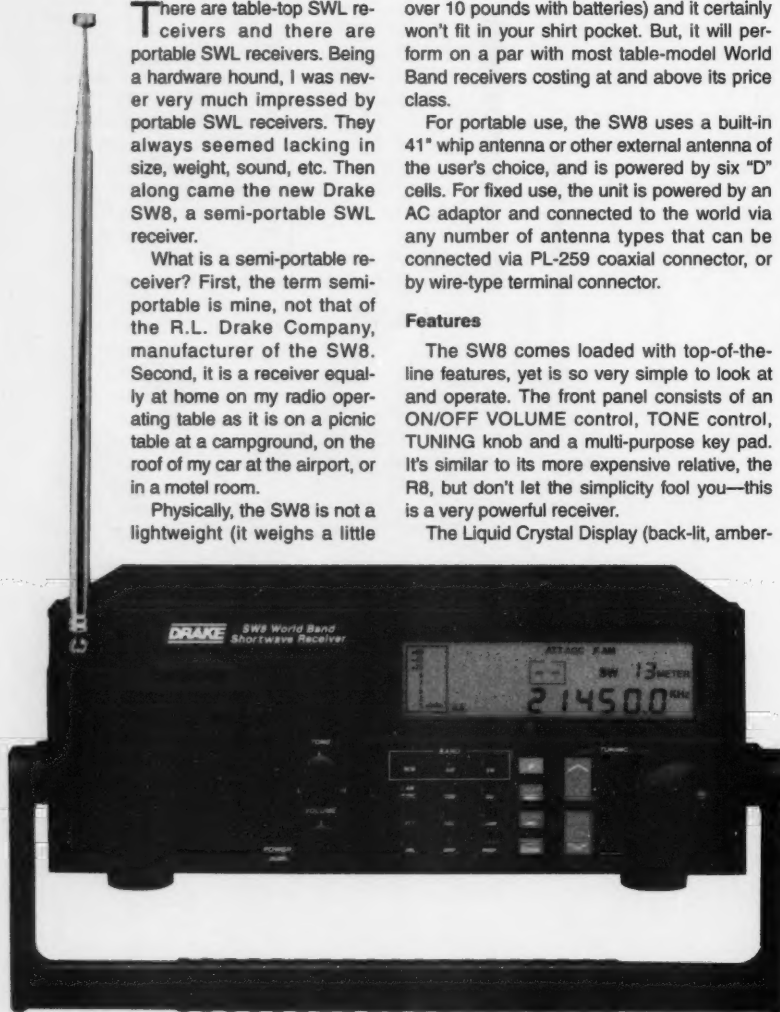 There are table-top SWL re-
ceivers and there are
portable SWL receivers. Being
a hardware hound, I was nev-
er very much impressed by
portable SWL receivers. They
always seemed lacking in
size, weight, sound, etc. Then
along came the new Drake
SW8, a semi-portable SWL
receiver.
What is a semi-portable re-
ceiver? First, the term semi-
portable is mine, not that of
the R.L. Drake Company,
manufacturer of the SW8.
Second, it is a receiver equal-
ly at home on my radio oper-
ating table as it is on a picnic
table at a campground, on the
roof of my car at the airport, or
in a motel room.
Physically, the SW8 is not a
lightweight (it weighs a little
over 10 pounds with batteries) and it certainly
won't fit in your shirt pocket. But, it will per-
form on a par with most table-model World
Band receivers costing at and above its price
class.
For portable use, the SW8 uses a built-in
41" whip antenna or other external antenna of
the user's choice, and is powered by six "D"
cells. For fixed use, the unit is powered by an
AC adaptor and connected to the world via
any number of antenna types that can be
connected via PL-259 coaxial connector, or
by wire-type terminal connector.
Features
The SW8 comes loaded with top-of-the-
line features, yet is so very simple to look at
and operate. The front panel consists of an
ON/OFF VOLUME control, TONE control,
TUNING knob and a multi-purpose key pad.
It's similar to its more expensive relative, the
R8, but don't let the simplicity fool you—this
is a very powerful receiver.
The Liquid Crystal Display (back-lit, amber-
DRAKE
SW8 World Band
Shortwave Receiver
SW 13 METER
21450.0 KHz
TONE
BAND
TUNING
VOLUME
POWER